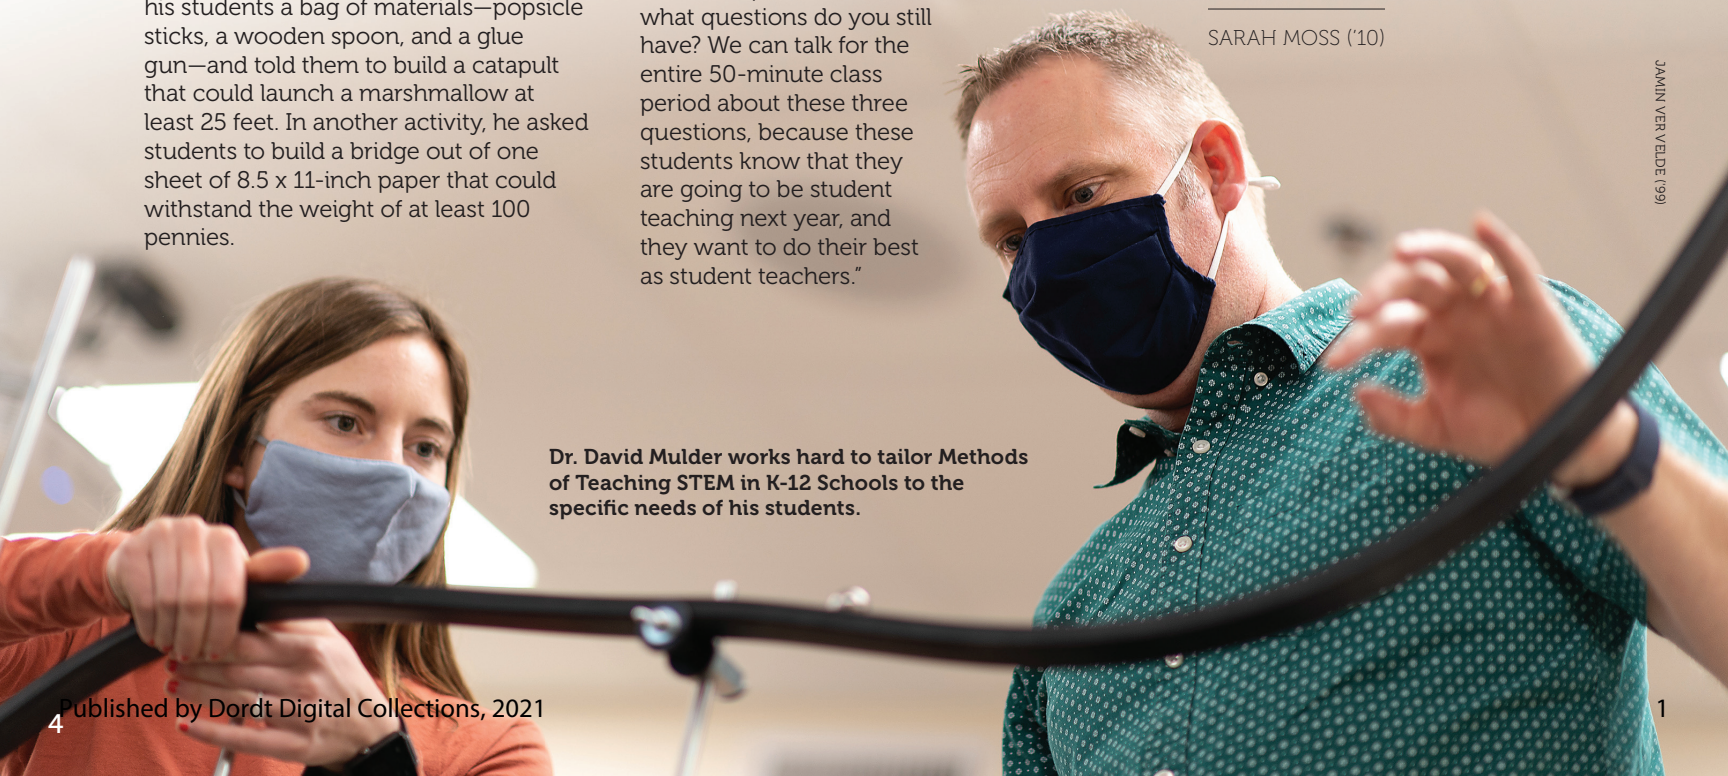 his students a bag of materials—popsicle
sticks, a wooden spoon, and a glue
gun—and told them to build a catapult
that could launch a marshmallow at
least 25 feet. In another activity, he asked
students to build a bridge out of one
sheet of 8.5 x 11-inch paper that could
withstand the weight of at least 100
pennies.
what questions do you still
have? We can talk for the
entire 50-minute class
period about these three
questions, because these
students know that they
are going to be student
teaching next year, and
they want to do their best
as student teachers.”
SARAH MOSS (’10)
JAMIN VER VELDE (’99)
Dr. David Mulder works hard to tailor Methods
of Teaching STEM in K-12 Schools to the
specific needs of his students.
Published by Dordt Digital Collections, 2021
4
1